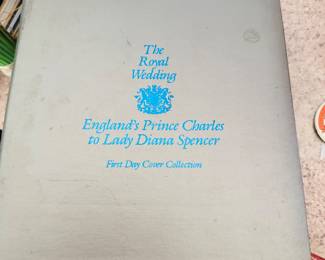 The
Royal
Wedding
England's Prince Charles
to Lady Diana Spencer
First Day Cover Collection